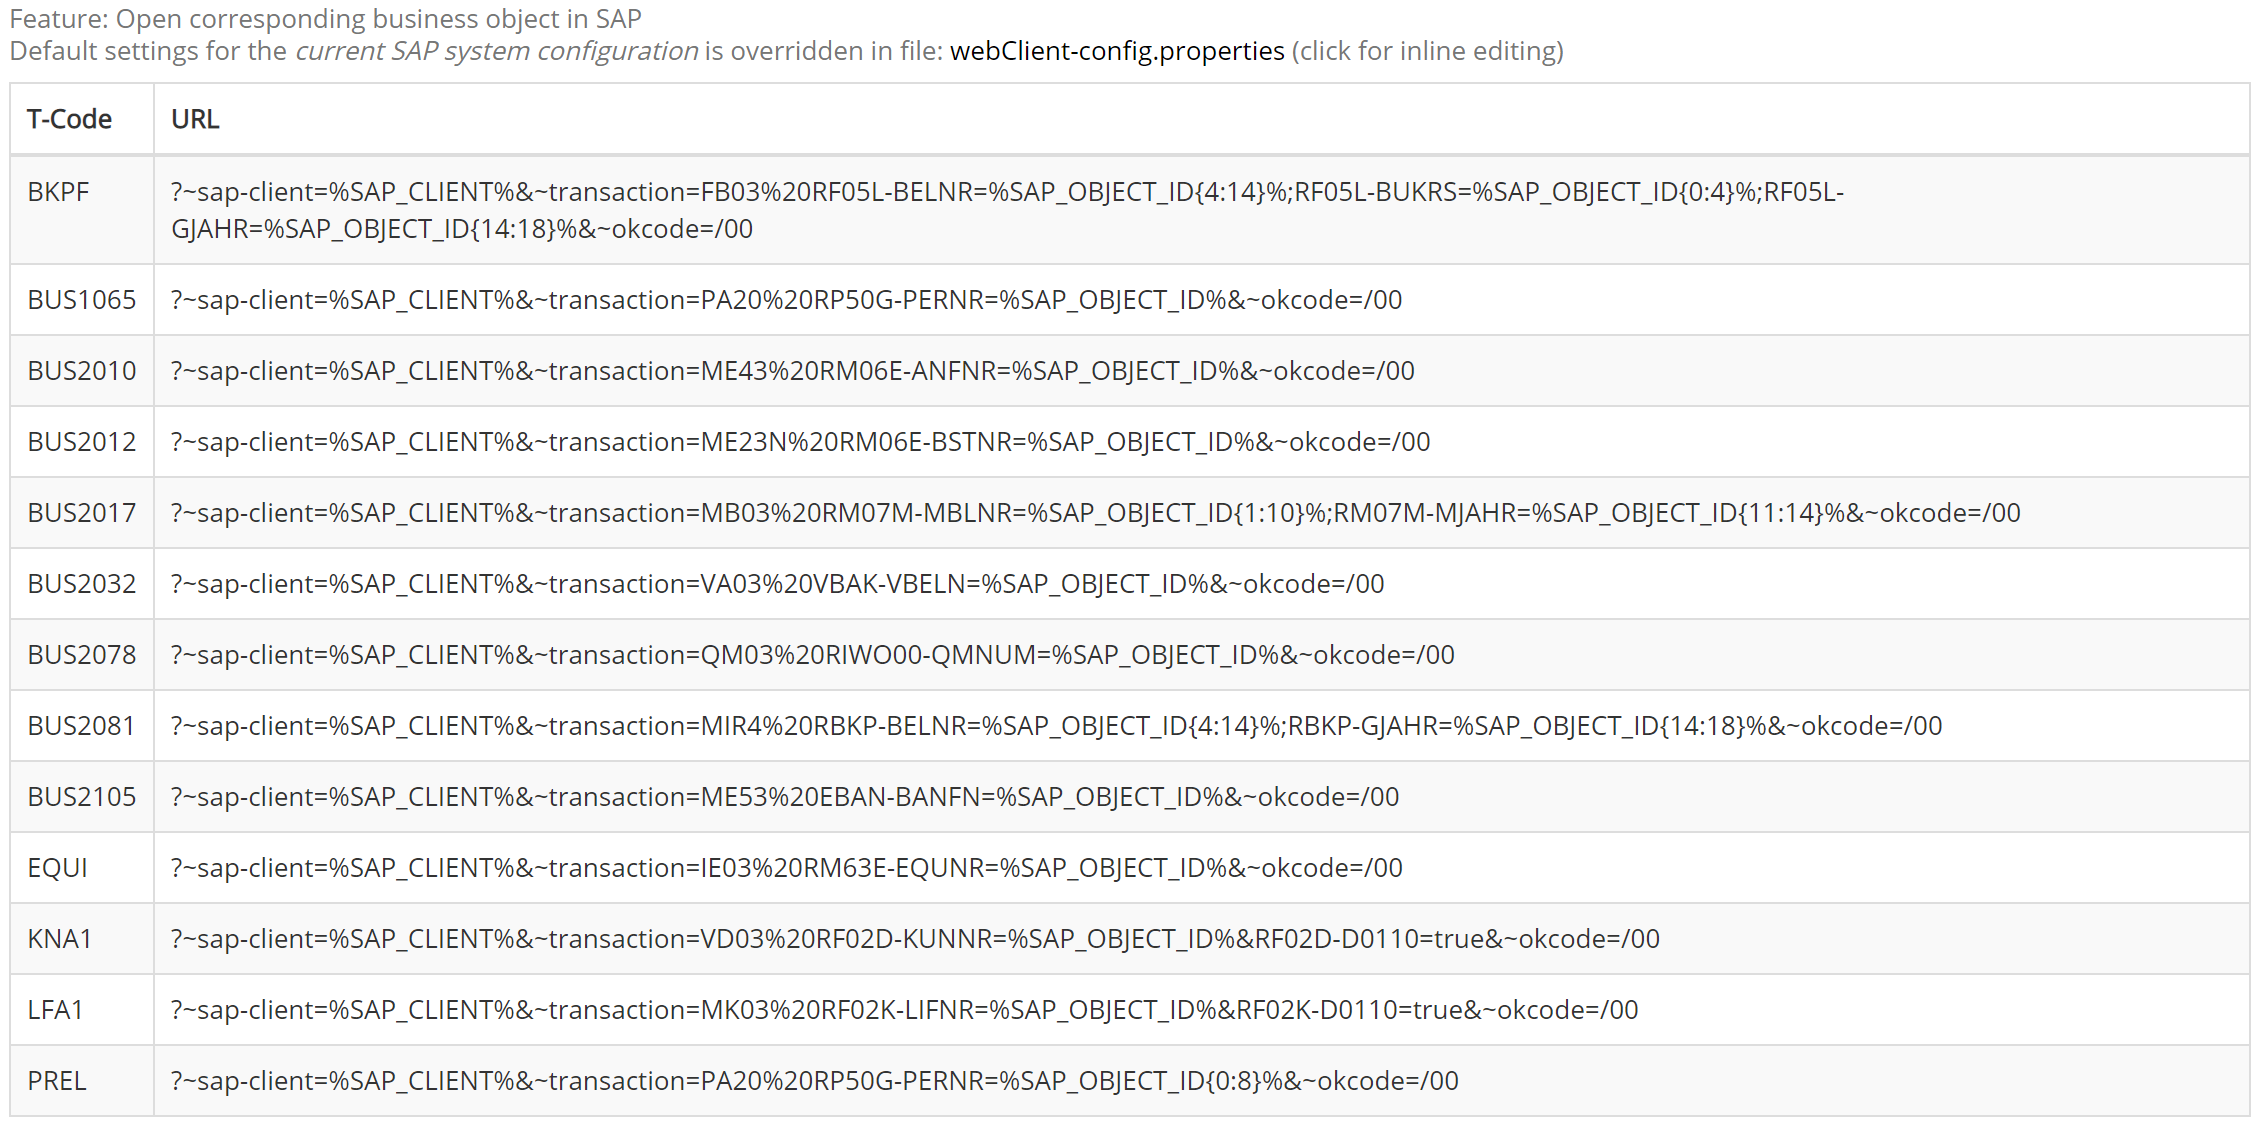 Feature: Open corresponding business object in SAP
Default settings for the current SAP system configuration is overridden in file: webClient-config.properties (click for inline editing)
T-Code URL
BKPF ?~sap-client=%SAP_CLIENT%&~transaction=FB03%20RF05L-BELNR=%SAP_OBJECT_ID{4:14}%;RF05L-BUKRS=%SAP_OBJECT_ID{0:4}%;RF05L-
GJAHR=%SAP_OBJECT_ID{14:18}%&~okcode=/00
BUS1065 ?~sap-client=%SAP_CLIENT%&~transaction=PA20%20RP50G-PERNR=%SAP_OBJECT_ID%&~okcode=/00
BUS2010 ?~sap-client=%SAP_CLIENT%&~transaction=ME43%20RM06E-ANFNR=%SAP_OBJECT_ID%&~okcode=/00
BUS2012 ?~sap-client=%SAP_CLIENT%&~transaction=ME23N%20RM06E-BSTNR=%SAP_OBJECT_ID%&~okcode=/00
BUS2017 ?~sap-client=%SAP_CLIENT%&~transaction=MB03%20RM07M-MBLNR=%SAP_OBJECT_ID{1:10}%;RM07M-MJAHR=%SAP_OBJECT_ID{11:14}%&~okcode=/00
BUS2032 ?~sap-client=%SAP_CLIENT%&~transaction=VA03%20VBAK-VBELN=%SAP_OBJECT_ID%&~okcode=/00
BUS2078 ?~sap-client=%SAP_CLIENT%&~transaction=QM03%20RIWO00-QMNUM=%SAP_OBJECT_ID%&~okcode=/00
BUS2081 ?~sap-client=%SAP_CLIENT%&~transaction=MIR4%20RBKP-BELNR=%SAP_OBJECT_ID{4:14}%;RBKP-GJAHR=%SAP_OBJECT_ID{14:18}%&~okcode=/00
BUS2105 ?~sap-client=%SAP_CLIENT%&~transaction=ME53%20EBAN-BANFN=%SAP_OBJECT_ID%&~okcode=/00
EQUI ?~sap-client=%SAP_CLIENT%&~transaction=IE03%20RM63E-EQUNR=%SAP_OBJECT_ID%&~okcode=/00
KNA1 ?~sap-client=%SAP_CLIENT%&~transaction=VD03%20RF02D-KUNNR=%SAP_OBJECT_ID%&RF02D-D0110=true&~okcode=/00
LFA1 ?~sap-client=%SAP_CLIENT%&~transaction=MK03%20RF02K-LIFNR=%SAP_OBJECT_ID%&RF02K-D0110=true&~okcode=/00
PREL ?~sap-client=%SAP_CLIENT%&~transaction=PA20%20RP50G-PERNR=%SAP_OBJECT_ID{0:8}%&~okcode=/00